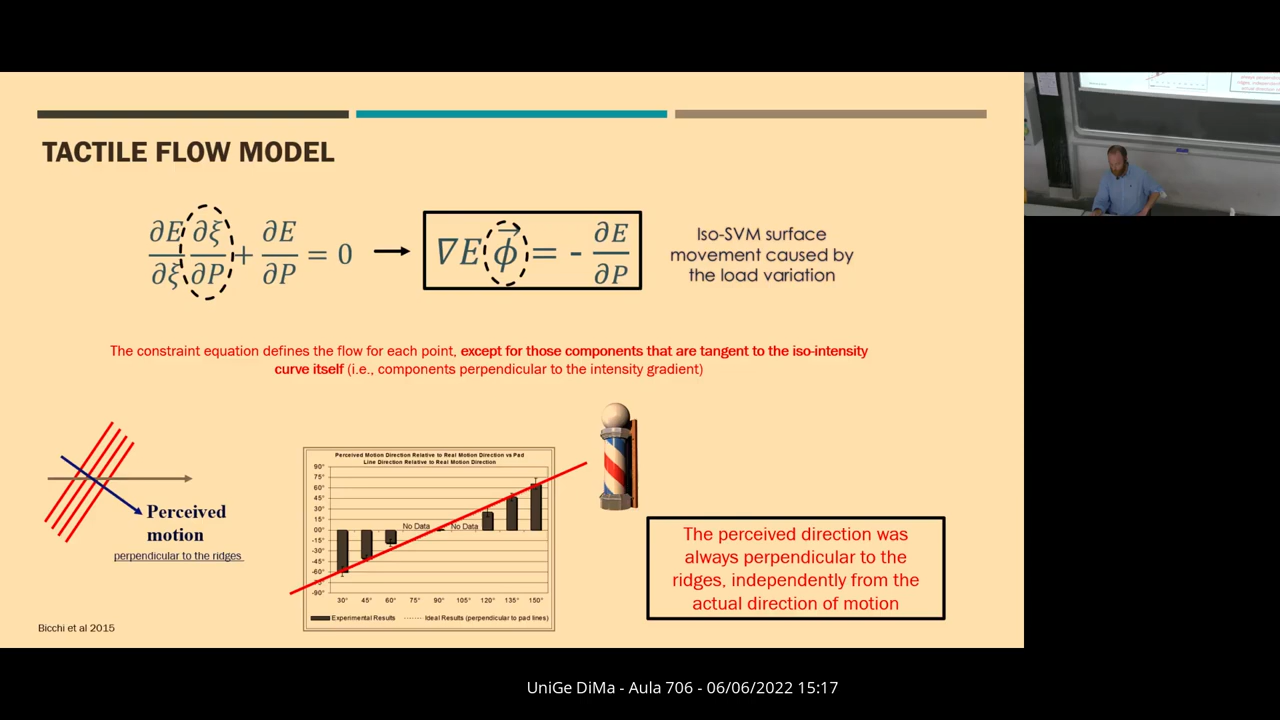 TACTILE FLOW MODEL
∂E/∂ξ ∂ξ/∂P + ∂E/∂P = 0
∇E ϕ⃗ = - ∂E/∂P
Iso-SVM surface
movement caused by
the load variation
The constraint equation defines the flow for each point, except for those components that are tangent to the iso-intensity
curve itself (i.e., components perpendicular to the intensity gradient)
Perceived
motion
perpendicular to the ridges
Perceived Motion Direction Relative to Real Motion Direction vs Pad
Line Direction Relative to Real Motion Direction
90°
75°
60°
45°
30°
15°
00°
-15°
-30°
-45°
-60°
-90°
No Data
No Data
30° 45° 60° 75° 90° 105° 120° 135° 150°
Experimental Results
Ideal Results (perpendicular to pad lines)
The perceived direction was
always perpendicular to the
ridges, independently from the
actual direction of motion
Bicchi et al 2015
UniGe DiMa - Aula 706 - 06/06/2022 15:17